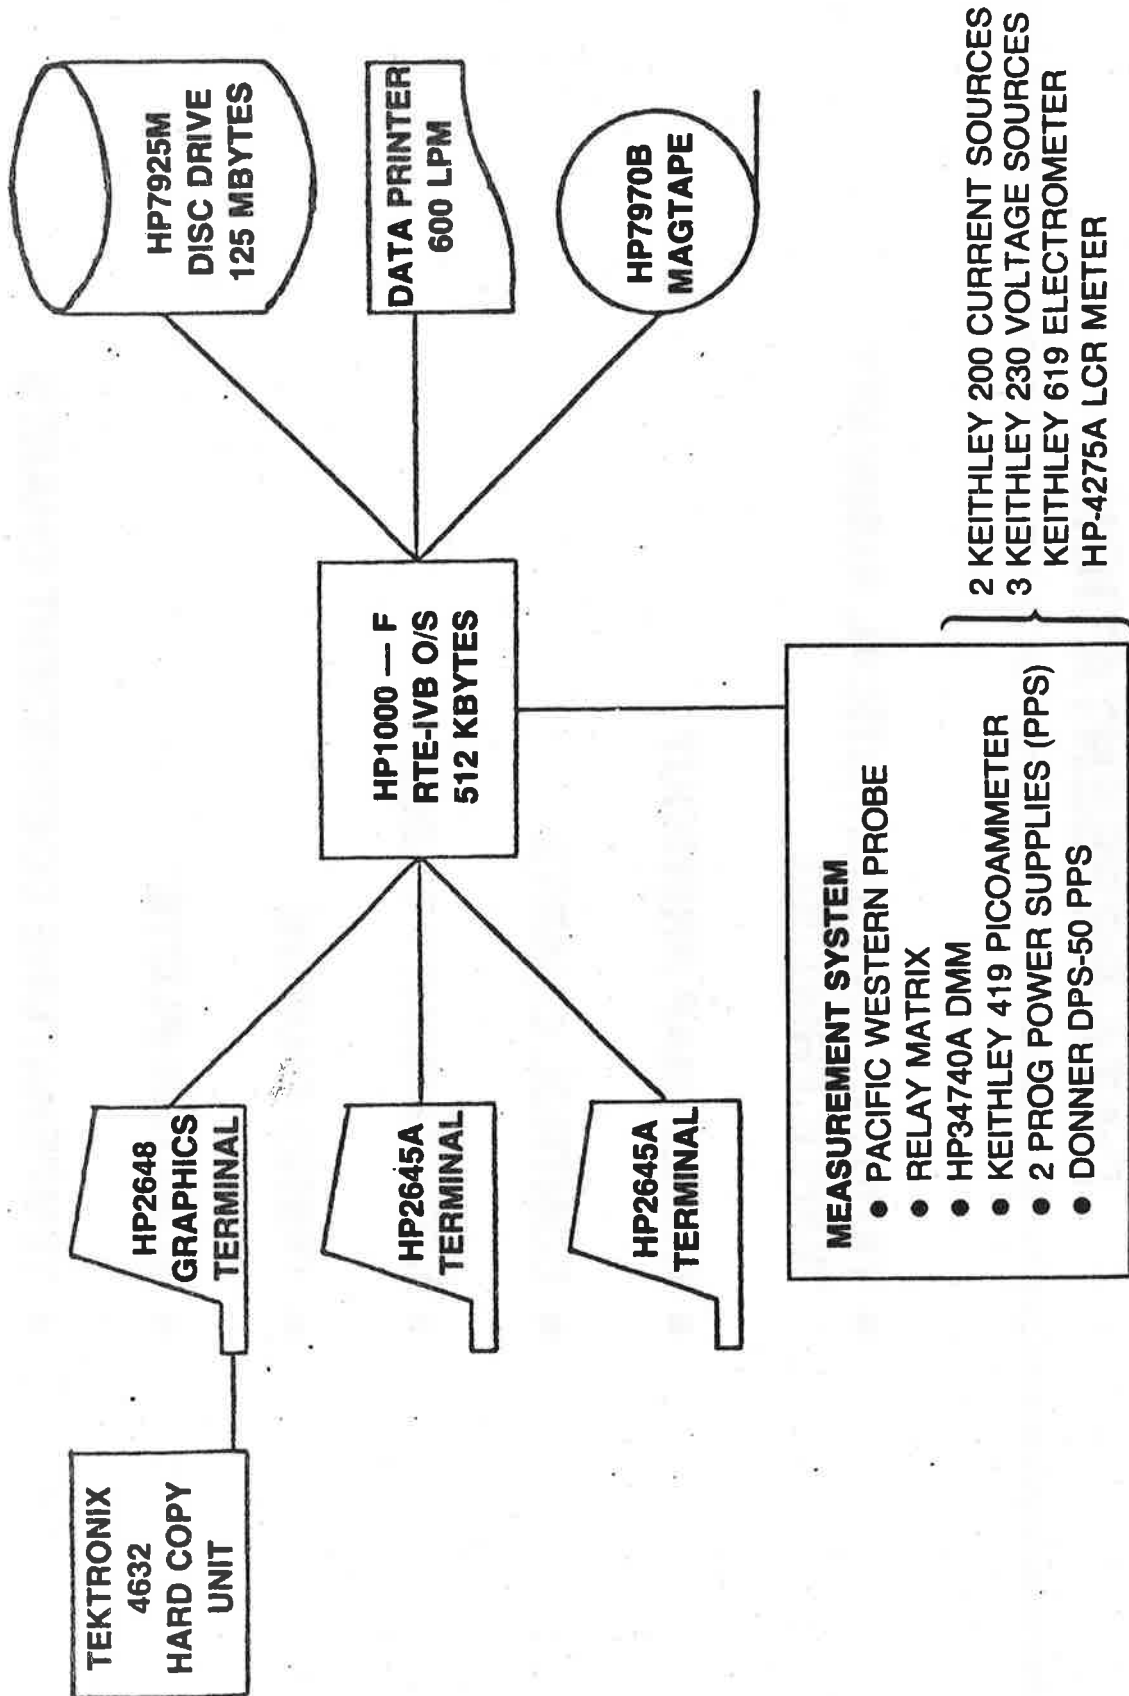 TEKTRONIX
4632
HARD COPY
UNIT
HP2648
GRAPHICS
TERMINAL
HP2645A
TERMINAL
HP2645A
TERMINAL
HP1000 — F
RTE-IVB O/S
512 KBYTES
HP7925M
DISC DRIVE
125 MBYTES
DATA PRINTER
600 LPM
HP7970B
MAGTAPE
MEASUREMENT SYSTEM
● PACIFIC WESTERN PROBE
● RELAY MATRIX
● HP34740A DMM
● KEITHLEY 419 PICOAMMETER
● 2 PROG POWER SUPPLIES (PPS)
● DONNER DPS-50 PPS
2 KEITHLEY 200 CURRENT SOURCES
3 KEITHLEY 230 VOLTAGE SOURCES
KEITHLEY 619 ELECTROMETER
HP-4275A LCR METER